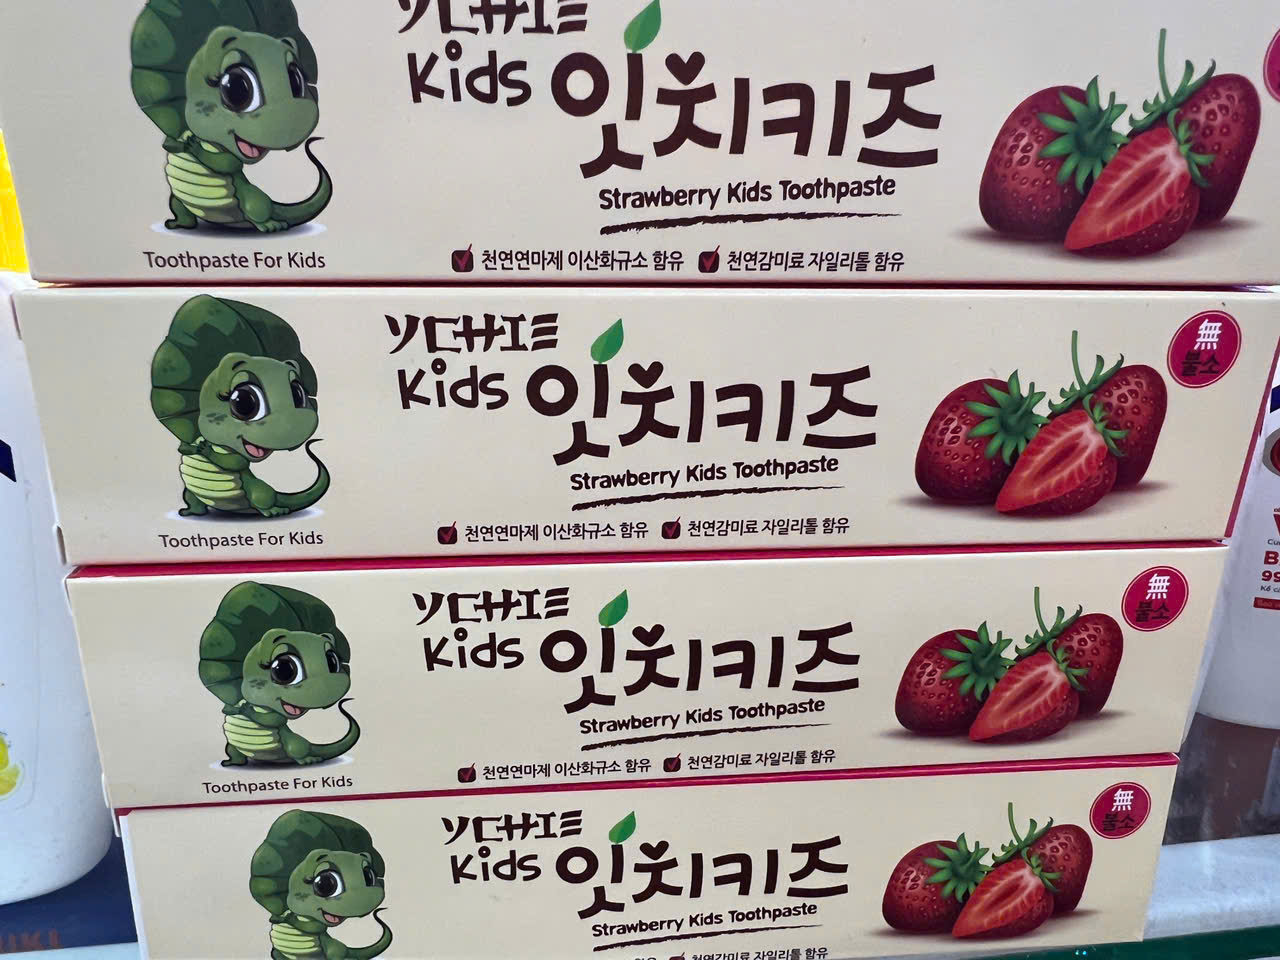 YCHIE
Kids 잇치키즈
Strawberry Kids Toothpaste
Toothpaste For Kids
천연연마제 이산화규소 함유 천연감미료 자일리톨 함유
YCHIE
Kids 잇치키즈
無
불소
Strawberry Kids Toothpaste
Toothpaste For Kids
천연연마제 이산화규소 함유 천연감미료 자일리톨 함유
YCHIE
Kids 잇치키즈
無
불소
Strawberry Kids Toothpaste
Toothpaste For Kids
천연연마제 이산화규소 함유 천연감미료 자일리톨 함유
YCHIE
Kids 잇치키즈
無
불소
Strawberry Kids Toothpaste
천연감미료 자일리톨 함유